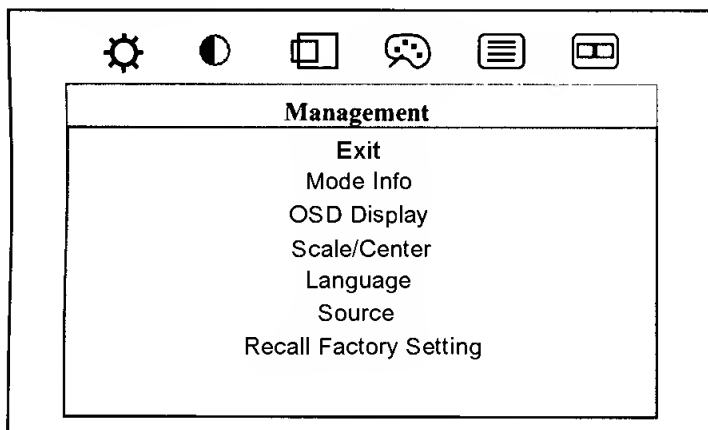 Management
Exit
Mode Info
OSD Display
Scale/Center
Language
Source
Recall Factory Setting